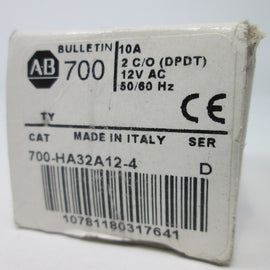 AB
BULLETIN
700
10A
2 C/O (DPDT)
12V AC
50/60 Hz
TY
CE
CAT MADE IN ITALY SER
700-HA32A12-4 D
10781180317641